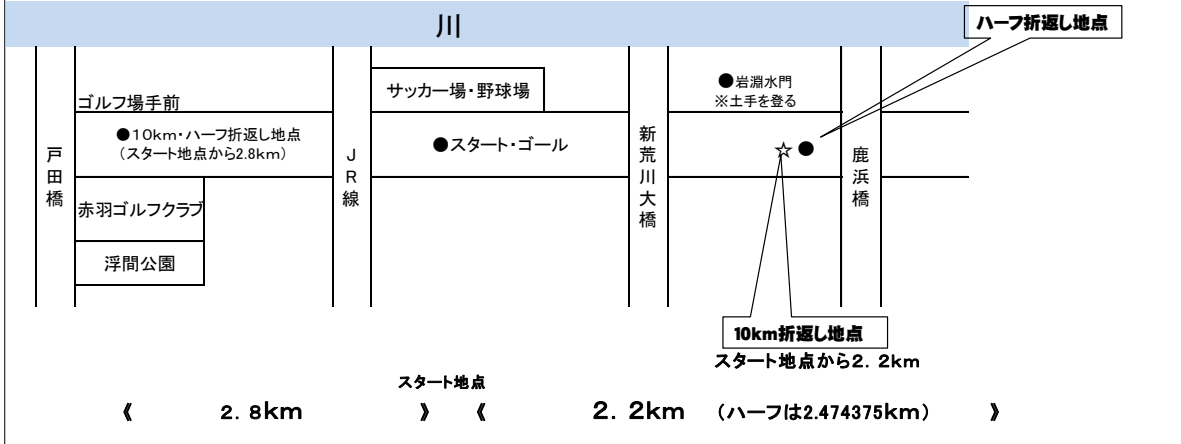 川
ハーフ折返し地点
サッカー場・野球場
●岩淵水門
※土手を登る
ゴルフ場手前
●10km・ハーフ折返し地点
(スタート地点から2.8km)
●スタート・ゴール
☆ ●
戸田橋
JR線
新荒川大橋
鹿浜橋
赤羽ゴルフクラブ
浮間公園
10km折返し地点
スタート地点から2.2km
スタート地点
《 2.8km 》 《 2.2km (ハーフは2.474375km) 》